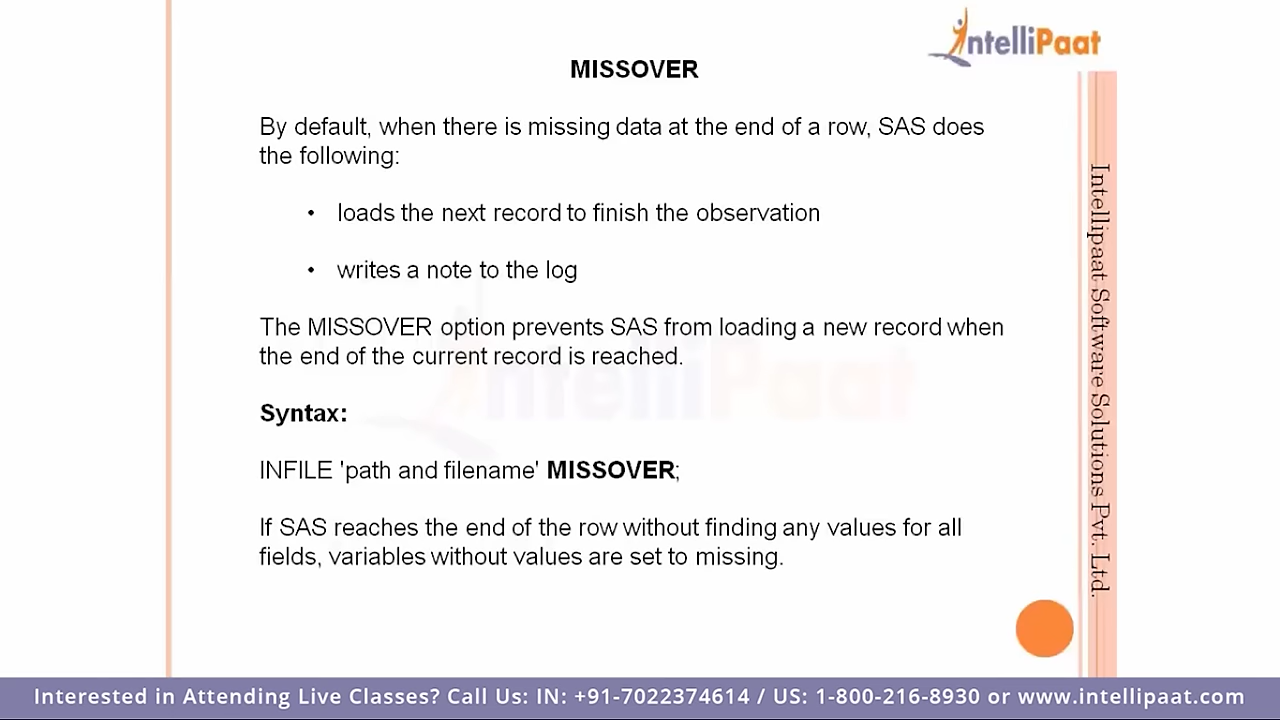 IntelliPaat
MISSOVER
By default, when there is missing data at the end of a row, SAS does
the following:
• loads the next record to finish the observation
• writes a note to the log
The MISSOVER option prevents SAS from loading a new record when
the end of the current record is reached.
IntelliPaat
Syntax:
INFILE 'path and filename' MISSOVER;
If SAS reaches the end of the row without finding any values for all
fields, variables without values are set to missing.
Intellipaat Software Solutions Pvt. Ltd.
Interested in Attending Live Classes? Call Us: IN: +91-7022374614 / US: 1-800-216-8930 or www.intellipaat.com